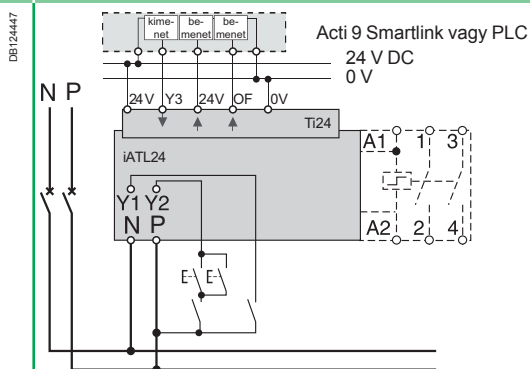 DB124447
kime-
net
be-
menet
be-
menet
Acti 9 Smartlink vagy PLC
24 V DC
0 V
N P
24 V Y3 24V OF 0V
Ti24
iATL24
A1 1 3
Y1 Y2
N P
A2 2 4
E
E